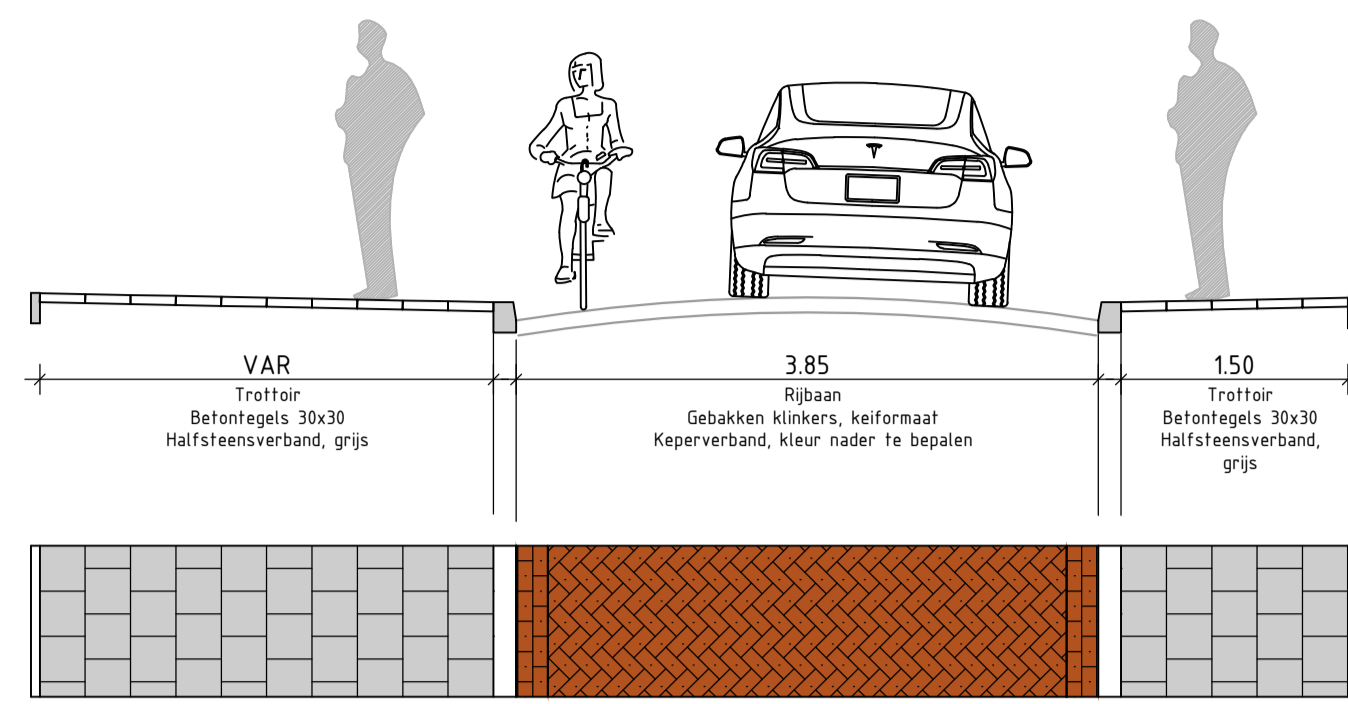 VAR
Trottoir
Betontegels 30x30
Halfsteensverband, grijs
3.85
Rijbaan
Gebakken klinkers, keiformaat
Keperverband, kleur nader te bepalen
1.50
Trottoir
Betontegels 30x30
Halfsteensverband,
grijs